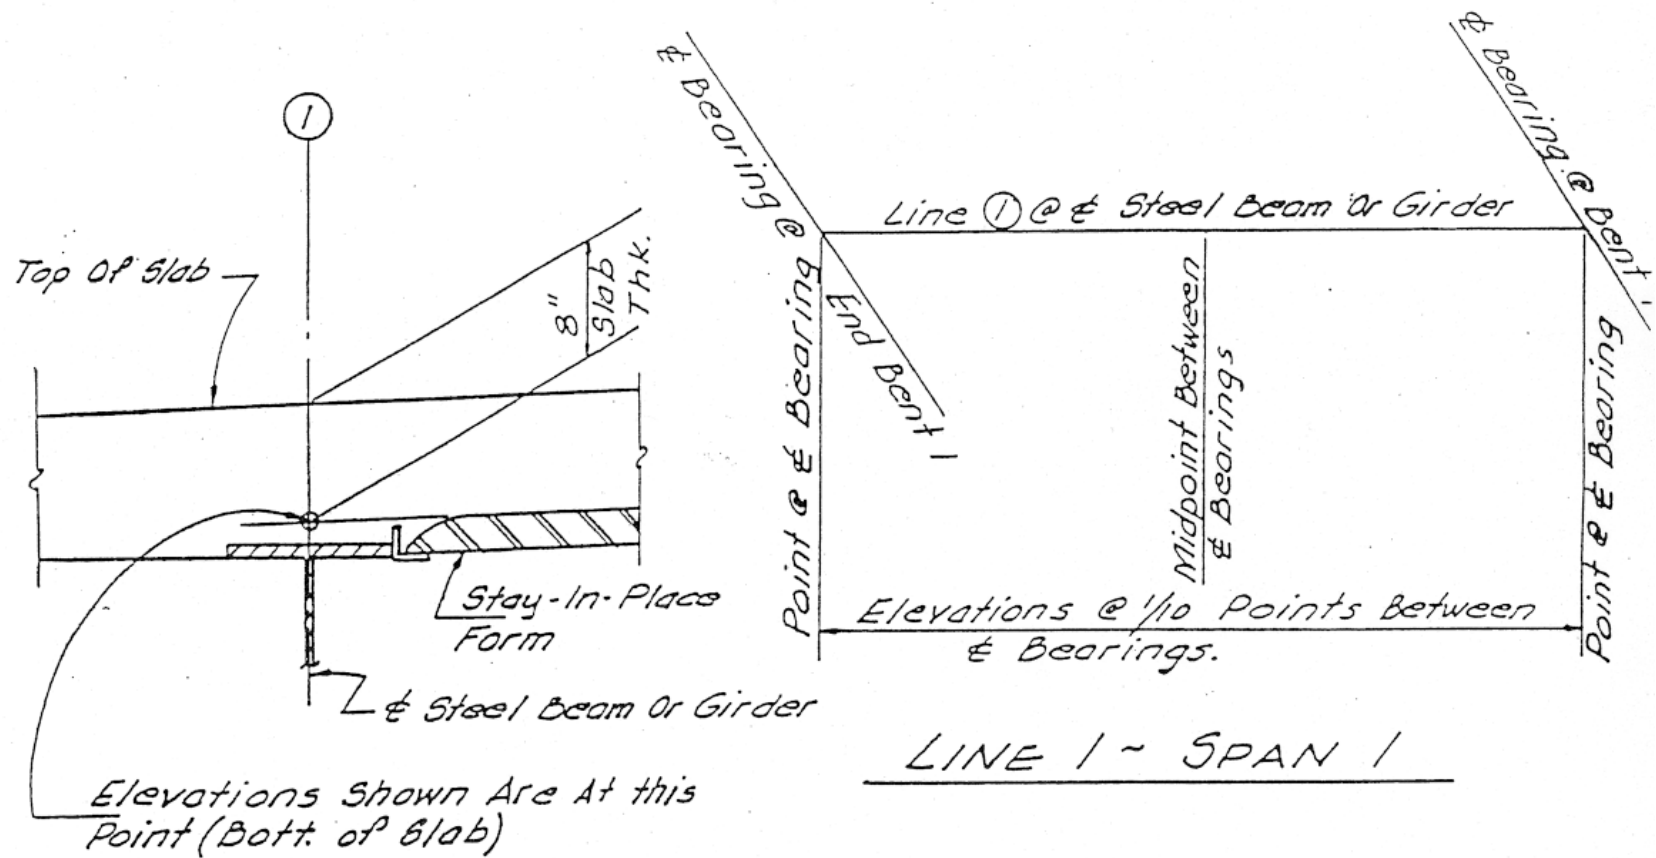 1
Top Of Slab
8"
Slab
Thk.
Stay-In-Place
Form
℄ Steel Beam Or Girder
Elevations Shown Are At this
Point (Bott. of Slab)
℄ Bearing @
End Bent 1
℄ Bearing @ Bent 1
Line 1 @ ℄ Steel Beam Or Girder
Point @ ℄ Bearing
Midpoint Between
℄ Bearings
Point @ ℄ Bearing
Elevations @ 1/10 Points Between
℄ Bearings.
LINE 1 ~ SPAN 1